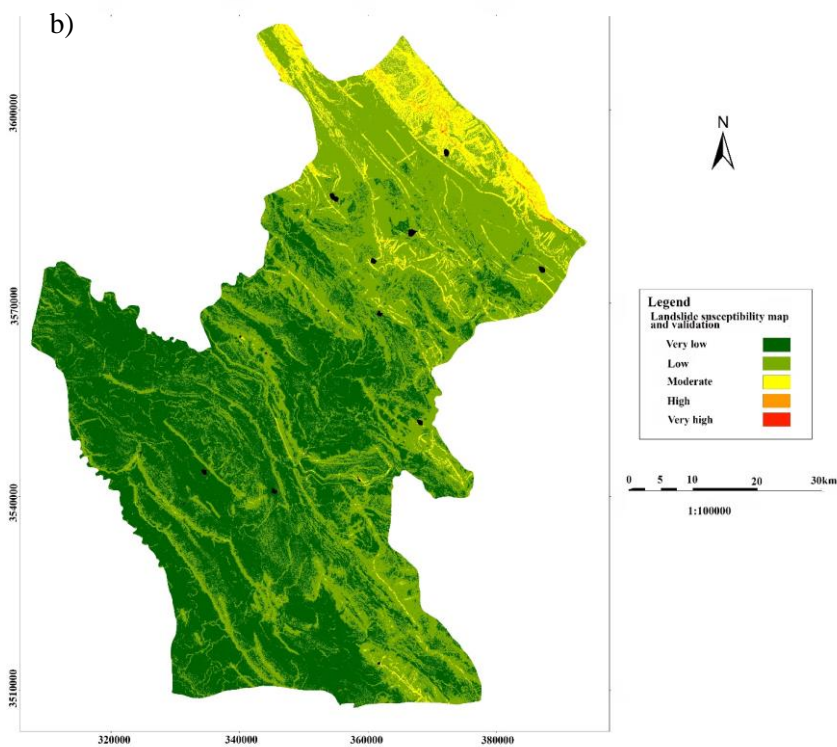 b)
N
3600000
3570000
3540000
3510000
Legend
Landslide susceptibility map
and validation
Very low
Low
Moderate
High
Very high
0 5 10 20 30km
1:100000
320000 340000 360000 380000